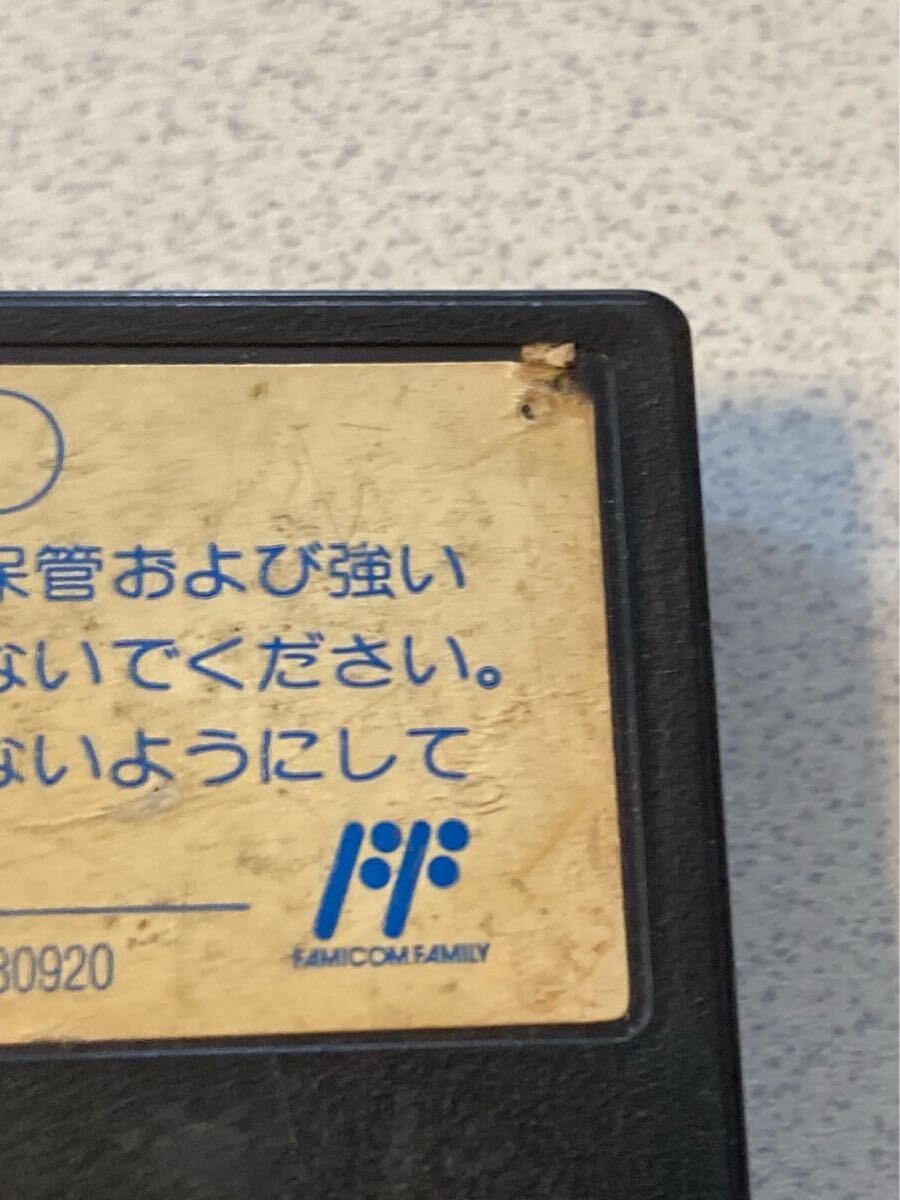 保管および強い
ないでください。
ないようにして
FF
FAMICOM FAMILY
30920